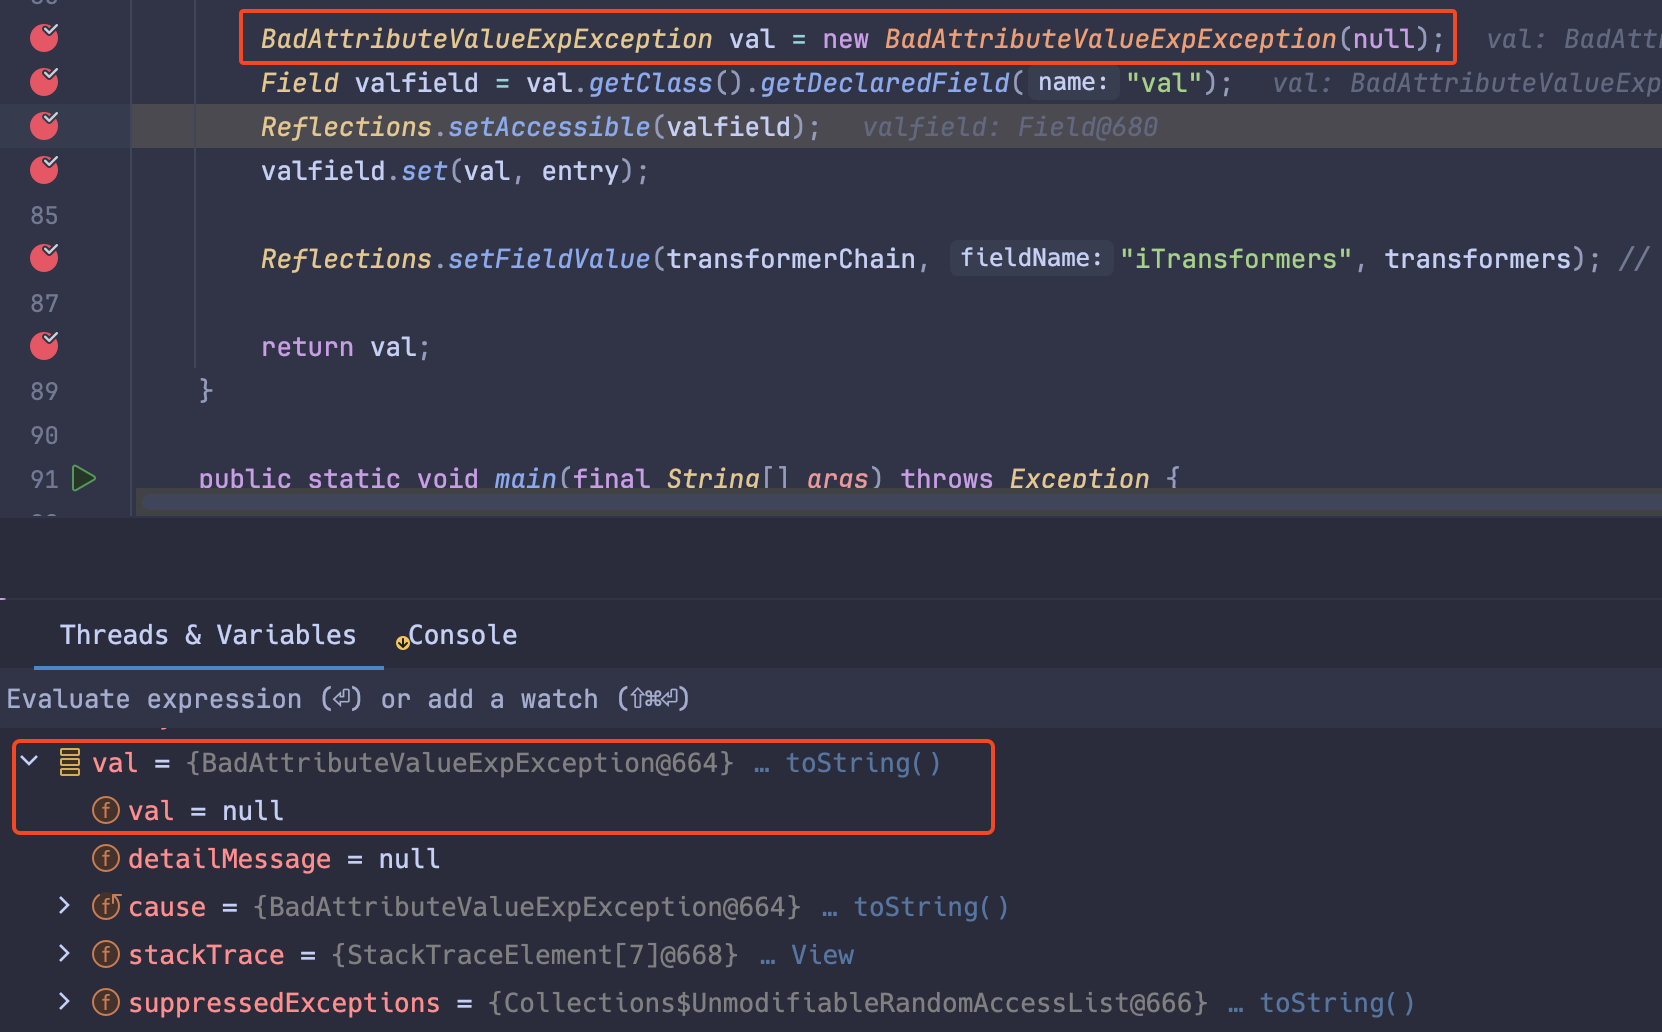 BadAttributeValueExpException val = new BadAttributeValueExpException(null);   val: BadAttr
Field valfield = val.getClass().getDeclaredField( name: "val");   val: BadAttributeValueExp
Reflections.setAccessible(valfield);   valfield: Field@680
valfield.set(val, entry);
85
Reflections.setFieldValue(transformerChain,  fieldName: "iTransformers", transformers); //
87
return val;
89 }
90
91 public static void main(final String[] args) throws Exception {
Threads & Variables Console
Evaluate expression (⏎) or add a watch (⇧⌘⏎)
val = {BadAttributeValueExpException@664} … toString()
f val = null
f detailMessage = null
f cause = {BadAttributeValueExpException@664} … toString()
f stackTrace = {StackTraceElement[7]@668} … View
f suppressedExceptions = {Collections$UnmodifiableRandomAccessList@666} … toString()